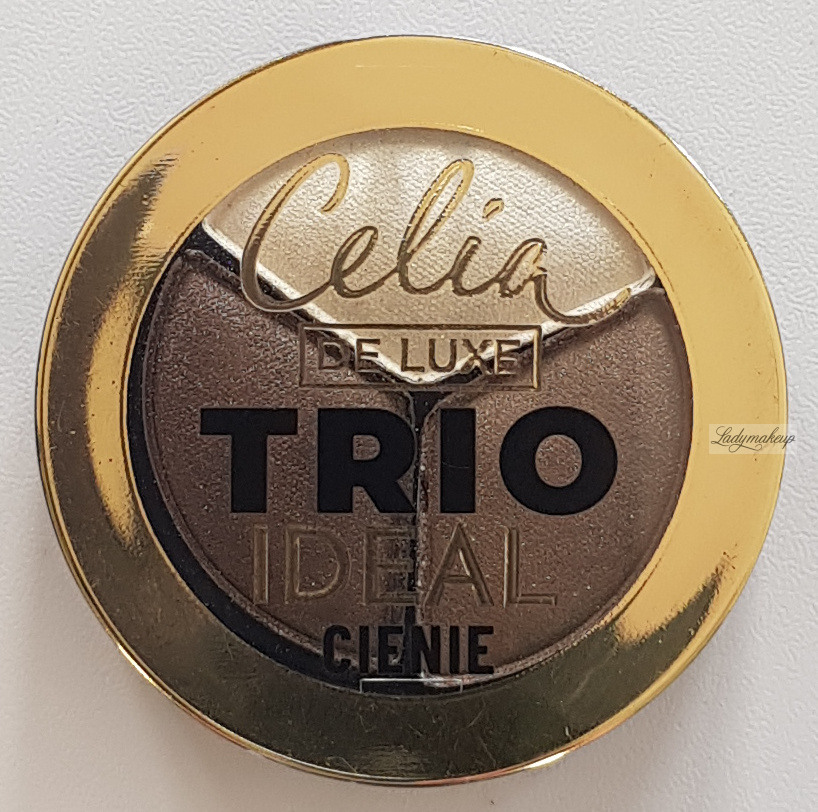 Celia
DE LUXE
TRIO
IDEAL
CIENIE
Ladymakeup